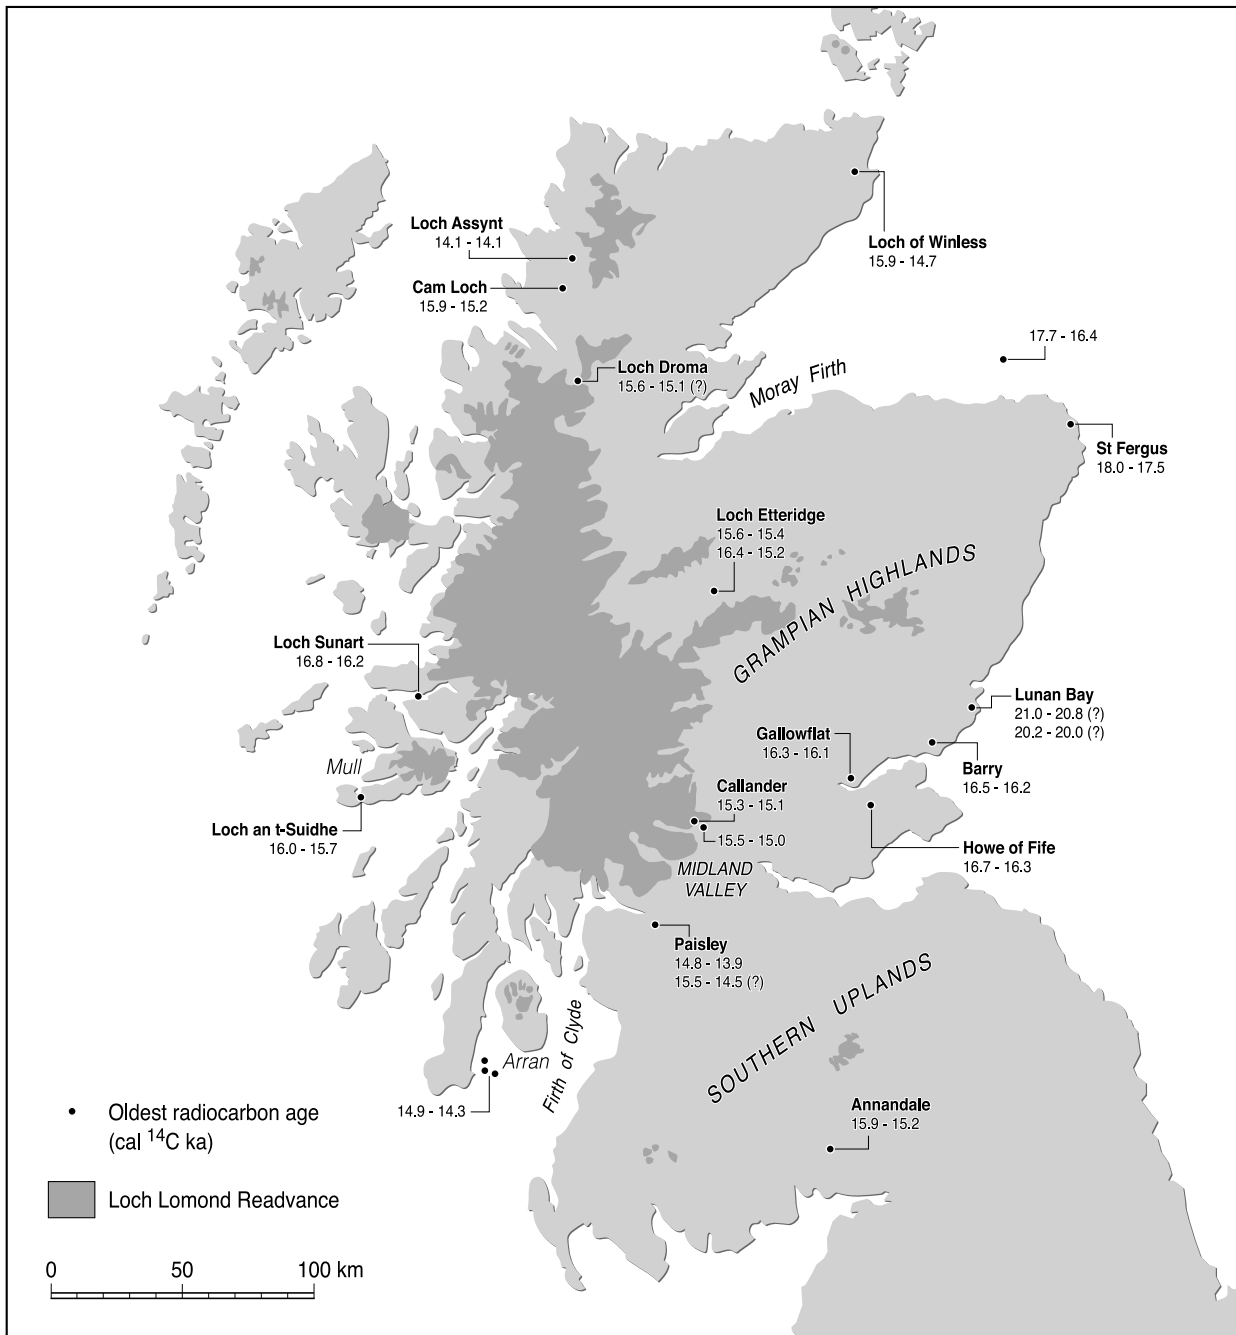 Loch Assynt
14.1 - 14.1
Cam Loch
15.9 - 15.2
Loch of Winless
15.9 - 14.7
17.7 - 16.4
Loch Droma
15.6 - 15.1 (?)
Moray Firth
St Fergus
18.0 - 17.5
Loch Etteridge
15.6 - 15.4
16.4 - 15.2
GRAMPIAN HIGHLANDS
Loch Sunart
16.8 - 16.2
Lunan Bay
21.0 - 20.8 (?)
20.2 - 20.0 (?)
Gallowflat
16.3 - 16.1
Barry
16.5 - 16.2
Mull
Callander
15.3 - 15.1
15.5 - 15.0
Loch an t-Suidhe
16.0 - 15.7
Howe of Fife
16.7 - 16.3
MIDLAND
VALLEY
Paisley
14.8 - 13.9
15.5 - 14.5 (?)
SOUTHERN UPLANDS
Arran
Firth of Clyde
14.9 - 14.3
Annandale
15.9 - 15.2
Oldest radiocarbon age
(cal 14C ka)
Loch Lomond Readvance
0 50 100 km